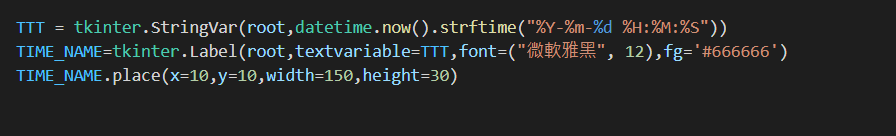 TTT = tkinter.StringVar(root,datetime.now().strftime("%Y-%m-%d %H:%M:%S"))
TIME_NAME=tkinter.Label(root,textvariable=TTT,font=("微軟雅黑", 12),fg='#666666')
TIME_NAME.place(x=10,y=10,width=150,height=30)